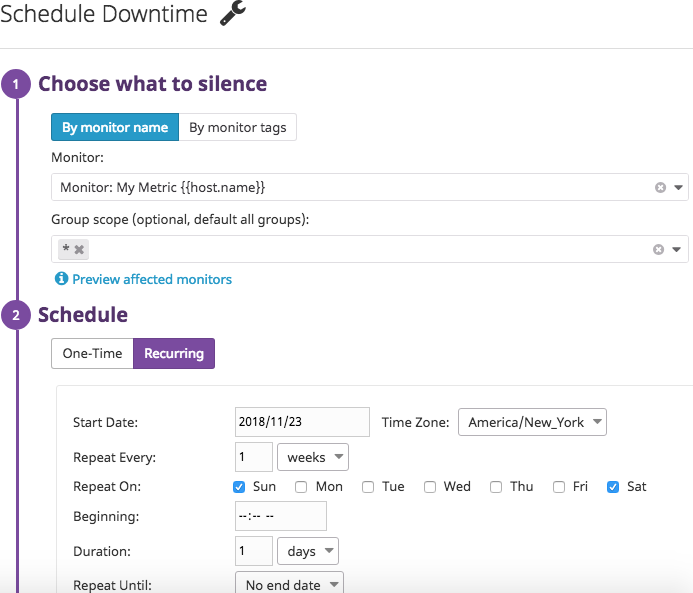 Schedule Downtime
1 Choose what to silence
By monitor name By monitor tags
Monitor:
Monitor: My Metric {{host.name}}
Group scope (optional, default all groups):
*
Preview affected monitors
2 Schedule
One-Time Recurring
Start Date: 2018/11/23 Time Zone: America/New_York
Repeat Every: 1 weeks
Repeat On: Sun Mon Tue Wed Thu Fri Sat
Beginning: --:-- --
Duration: 1 days
Repeat Until: No end date